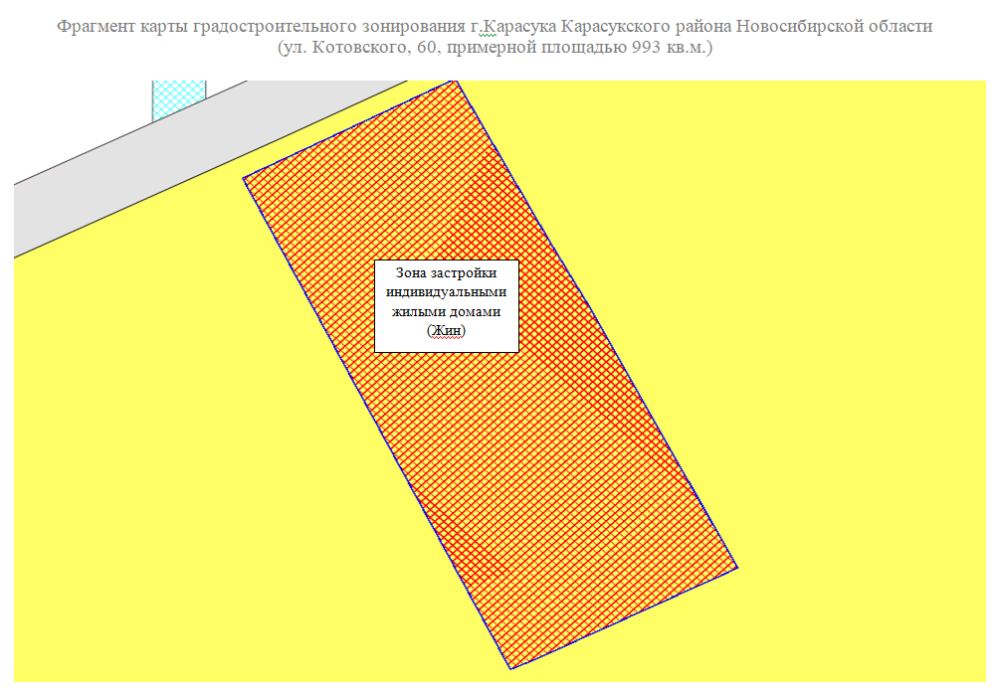 Фрагмент карты градостроительного зонирования г.Карасука Карасукского района Новосибирской области
(ул. Котовского, 60, примерной площадью 993 кв.м.)
Зона застройки
индивидуальными
жилыми домами
(Жин)